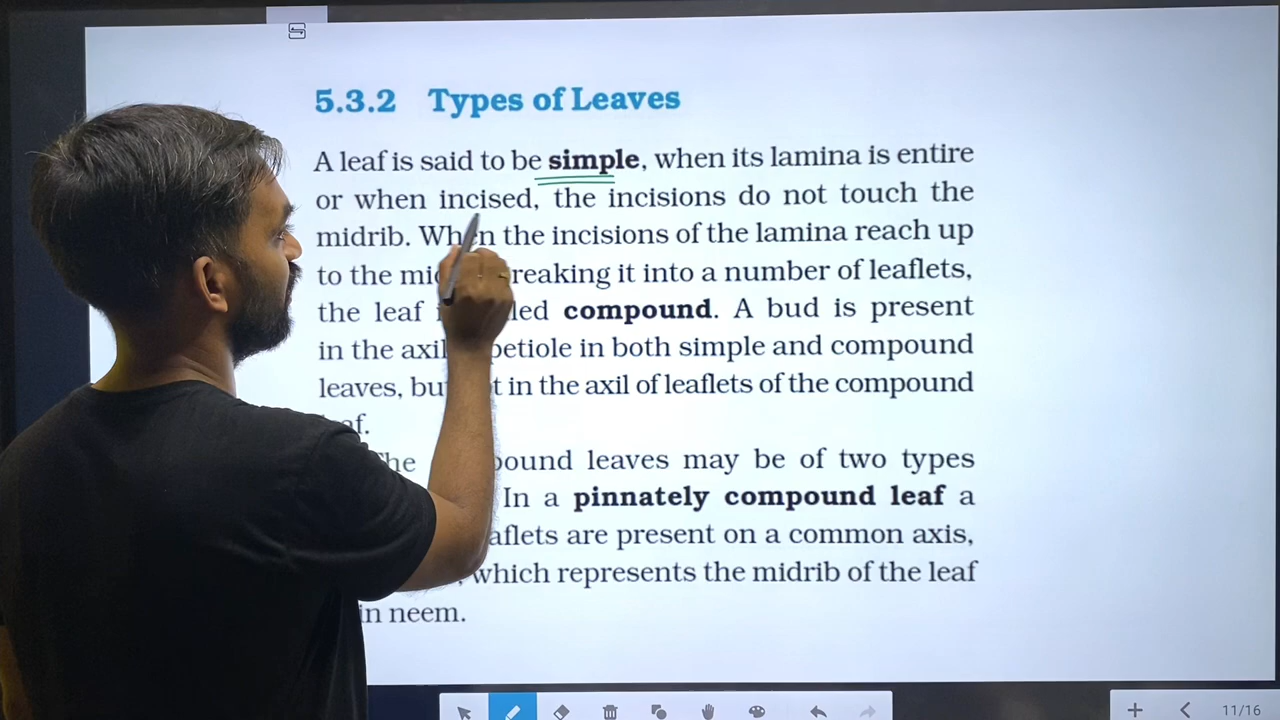 5.3.2 Types of Leaves
A leaf is said to be simple, when its lamina is entire
or when incised, the incisions do not touch the
midrib. When the incisions of the lamina reach up
to the reaking it into a number of leaflets,
the leaf led compound. A bud is present
in the axil petiole in both simple and compound
leaves, but t in the axil of leaflets of the compound
af.
he pound leaves may be of two types
In a pinnately compound leaf a
aflets are present on a common axis,
, which represents the midrib of the leaf
in neem.
11/16